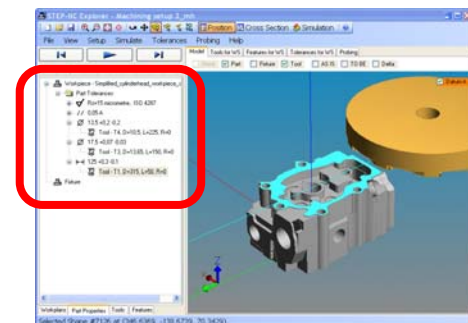 STEP-NC Explorer - Machining setup 3_mh
Position Cross Section Simulation
File View Setup Simulate Tolerances Probing Help
Model Tools for WS Features for WS Tolerances for WS Probing
Part Fixture Tool AS IS TO BE Delta
Workpiece - Simplified_cylinderhead_workpiece_
Part Tolerances
Ra=15 micrometre, ISO 4287
// 0.05 A
13.5 +0.2 0.2
Tool - T4, D=10.5, L=225, R=0
17.5 +0.07 0.03
Tool - T3, D=13.65, L=150, R=0
125 +0.3 0.1
Tool - T1, D=315, L=50, R=0
Fixture
Z
Workplans Part Properties Tools Features